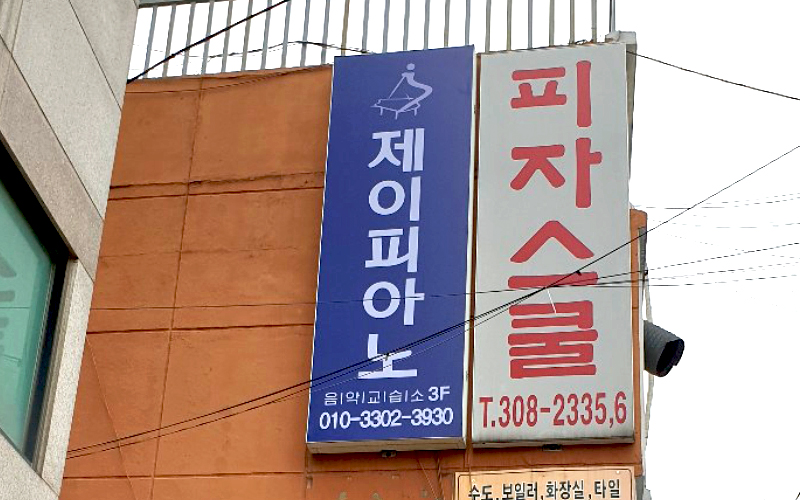 제이피아노
음|악|교|습|소 3F
010-3302-3930
피자스쿨
T.308-2335,6
수도.보일러,화장실,타일